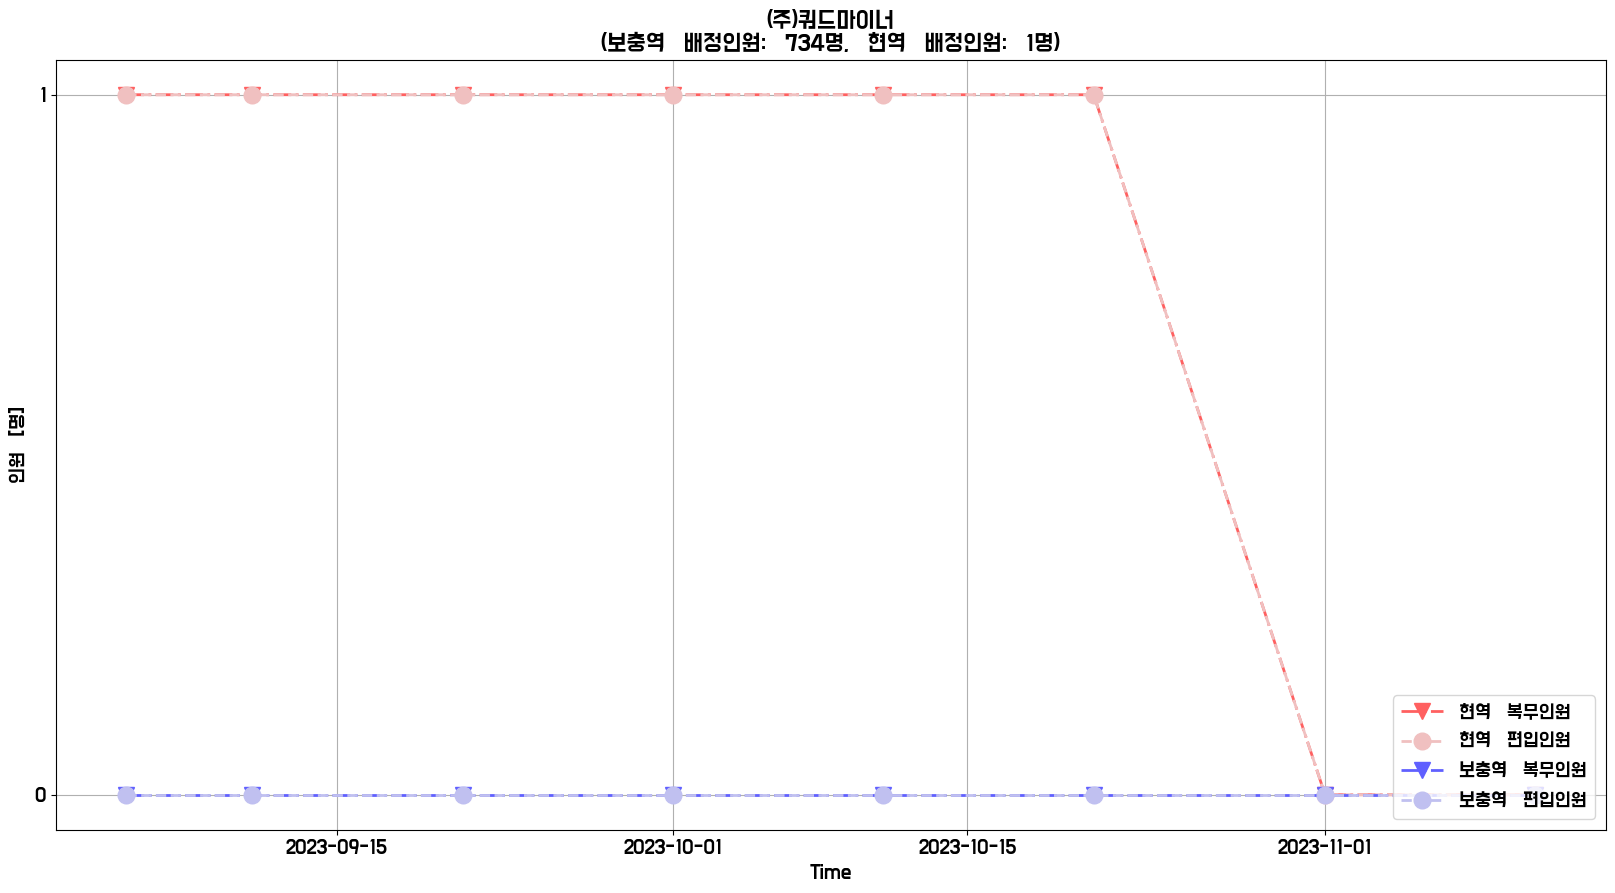 (주)쿼드마이너
(보충역 배정인원: 734명, 현역 배정인원: 1명)
1
인원 [명]
0
현역 복무인원
현역 편입인원
보충역 복무인원
보충역 편입인원
2023-09-15
2023-10-01
2023-10-15
2023-11-01
Time